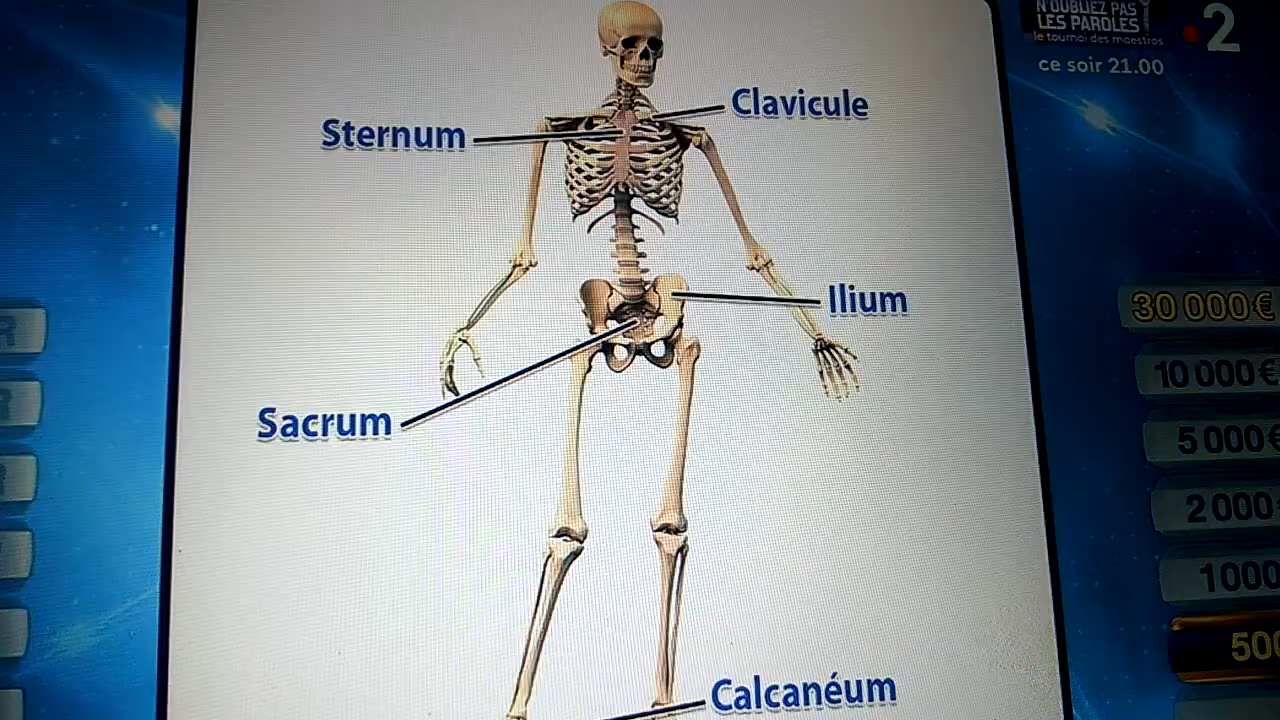 N'OUBLIEZ PAS
LES PAROLES
le tournoi des maestros
2
ce soir 21.00
Clavicule
Sternum
Ilium
Sacrum
Calcanéum
30 000€
10 000€
5 000€
2 000
1000
500